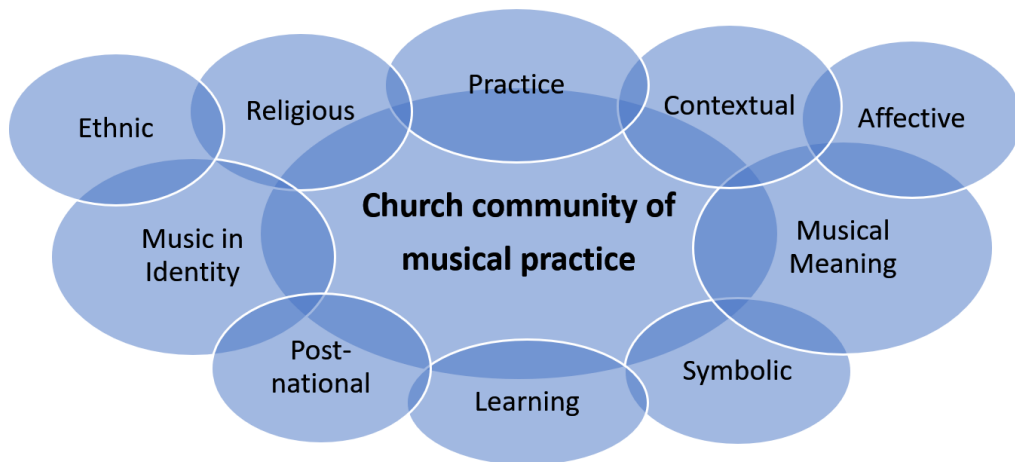 Practice
Contextual
Religious
Affective
Ethnic
Church community of
musical practice
Music in
Identity
Musical
Meaning
Post-
national
Symbolic
Learning